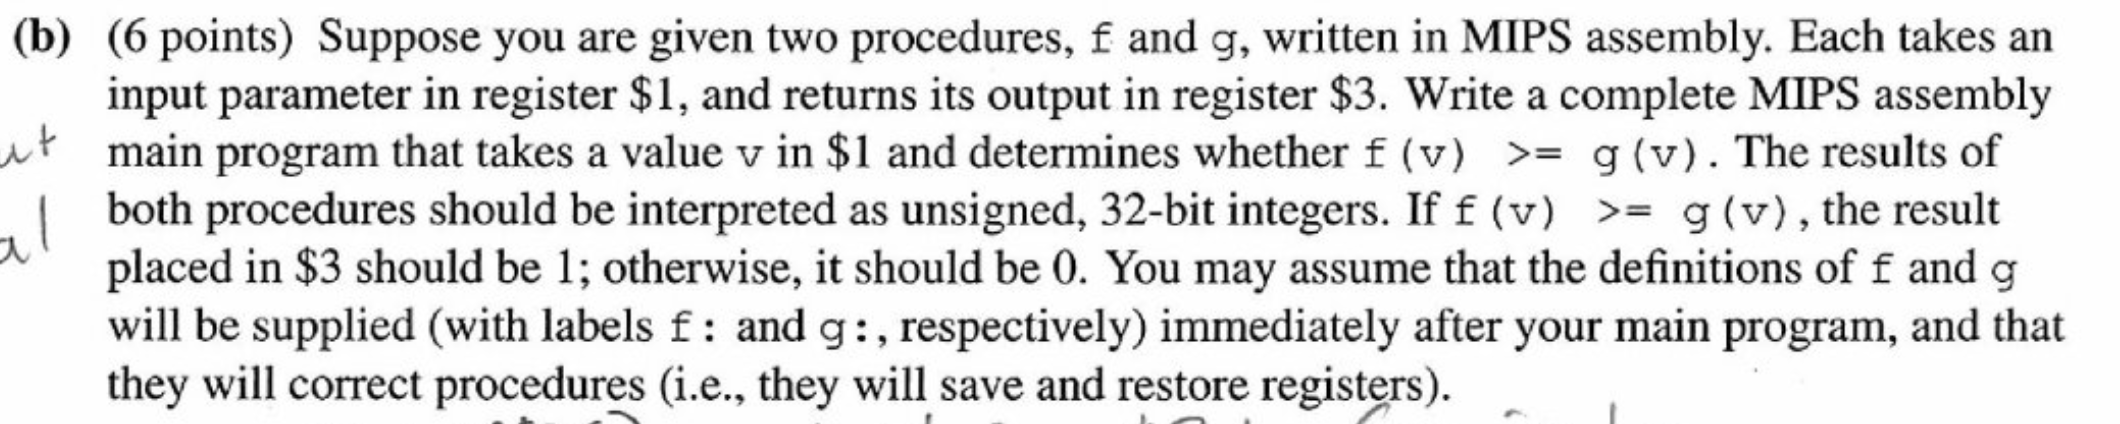 (b) (6 points) Suppose you are given two procedures, f and g, written in MIPS assembly. Each takes an
input parameter in register $1, and returns its output in register $3. Write a complete MIPS assembly
main program that takes a value v in $1 and determines whether f(v) >= g(v). The results of
both procedures should be interpreted as unsigned, 32-bit integers. If f(v) >= g(v), the result
placed in $3 should be 1; otherwise, it should be 0. You may assume that the definitions of f and g
will be supplied (with labels f: and g:, respectively) immediately after your main program, and that
they will correct procedures (i.e., they will save and restore registers).